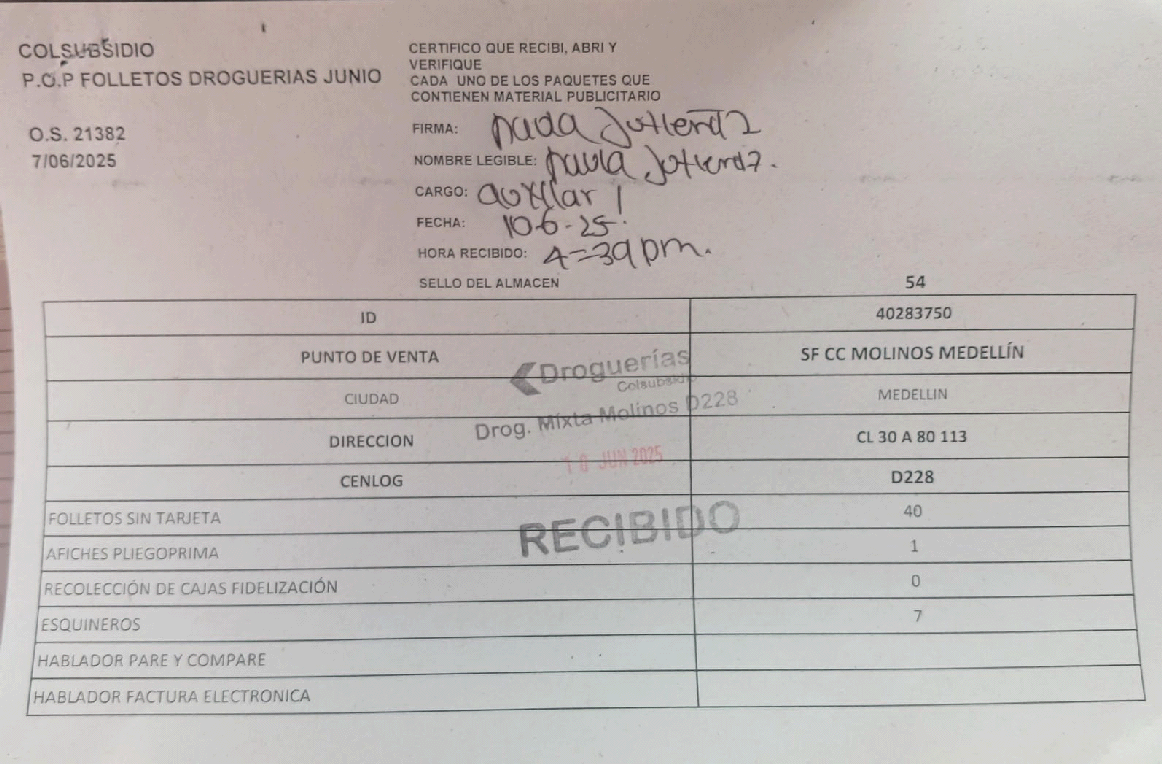 COLSUBSIDIO
P.O.P FOLLETOS DROGUERIAS JUNIO
O.S. 21382
7/06/2025
CERTIFICO QUE RECIBI, ABRI Y
VERIFIQUE
CADA UNO DE LOS PAQUETES QUE
CONTIENEN MATERIAL PUBLICITARIO
FIRMA:
NOMBRE LEGIBLE: paula
CARGO: auxiliar 1
FECHA: 10-6-25.
HORA RECIBIDO: 4=39 pm.
SELLO DEL ALMACEN
54
ID 40283750
PUNTO DE VENTA SF CC MOLINOS MEDELLÍN
Droguerías
Colsubsidio
CIUDAD MEDELLIN
Drog. Mixta Molinos D228
DIRECCION CL 30 A 80 113
10 JUN 2025
CENLOG D228
FOLLETOS SIN TARJETA 40
RECIBIDO
AFICHES PLIEGOPRIMA 1
RECOLECCIÓN DE CAJAS FIDELIZACIÓN 0
ESQUINEROS 7
HABLADOR PARE Y COMPARE
HABLADOR FACTURA ELECTRONICA